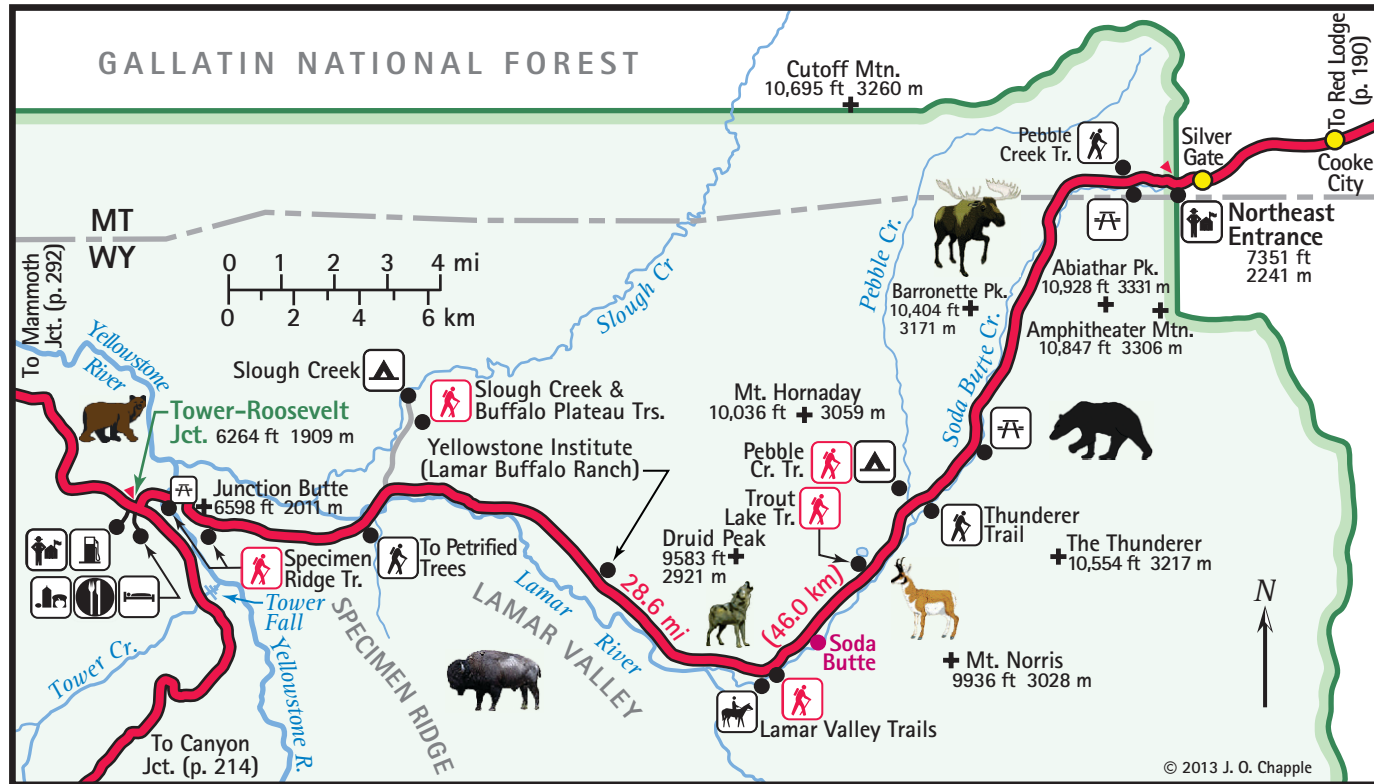 GALLATIN NATIONAL FOREST
Cutoff Mtn.
10,695 ft 3260 m
To Red Lodge
(p. 190)
Pebble
Creek Tr.
Silver
Gate
Cooke
City
MT
WY
Northeast
Entrance
7351 ft
2241 m
To Mammoth
Jct. (p. 292)
0 1 2 3 4 mi
0 2 4 6 km
Yellowstone
River
Slough Cr
Pebble Cr.
Abiathar Pk.
10,928 ft 3331 m
Barronette Pk.
10,404 ft
3171 m
Amphitheater Mtn.
10,847 ft 3306 m
Soda Butte Cr.
Slough Creek
Slough Creek &
Buffalo Plateau Trs.
Mt. Hornaday
10,036 ft 3059 m
Tower-Roosevelt
Jct. 6264 ft 1909 m
Yellowstone Institute
(Lamar Buffalo Ranch)
Pebble
Cr. Tr.
Junction Butte
6598 ft 2011 m
Trout
Lake Tr.
Thunderer
Trail
Druid Peak
9583 ft
2921 m
To Petrified
Trees
Specimen
Ridge Tr.
The Thunderer
10,554 ft 3217 m
Tower
Fall
28.6 mi
(46.0 km)
Lamar
River
LAMAR VALLEY
SPECIMEN RIDGE
Tower Cr.
Yellowstone R.
Soda
Butte
Mt. Norris
9936 ft 3028 m
N
Lamar Valley Trails
To Canyon
Jct. (p. 214)
© 2013 J. O. Chapple